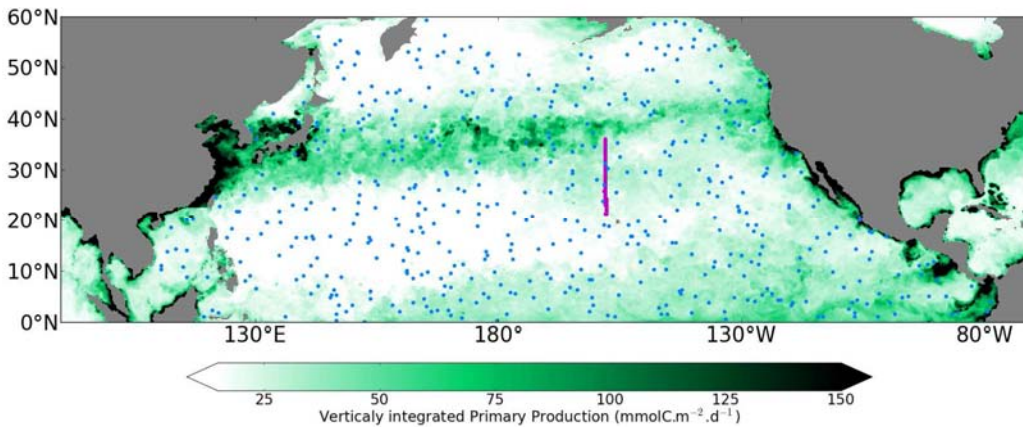 60°N
50°N
40°N
30°N
20°N
10°N
0°N
130°E 180° 130°W 80°W
25 50 75 100 125 150
Verticaly integrated Primary Production (mmolC.m⁻².d⁻¹)